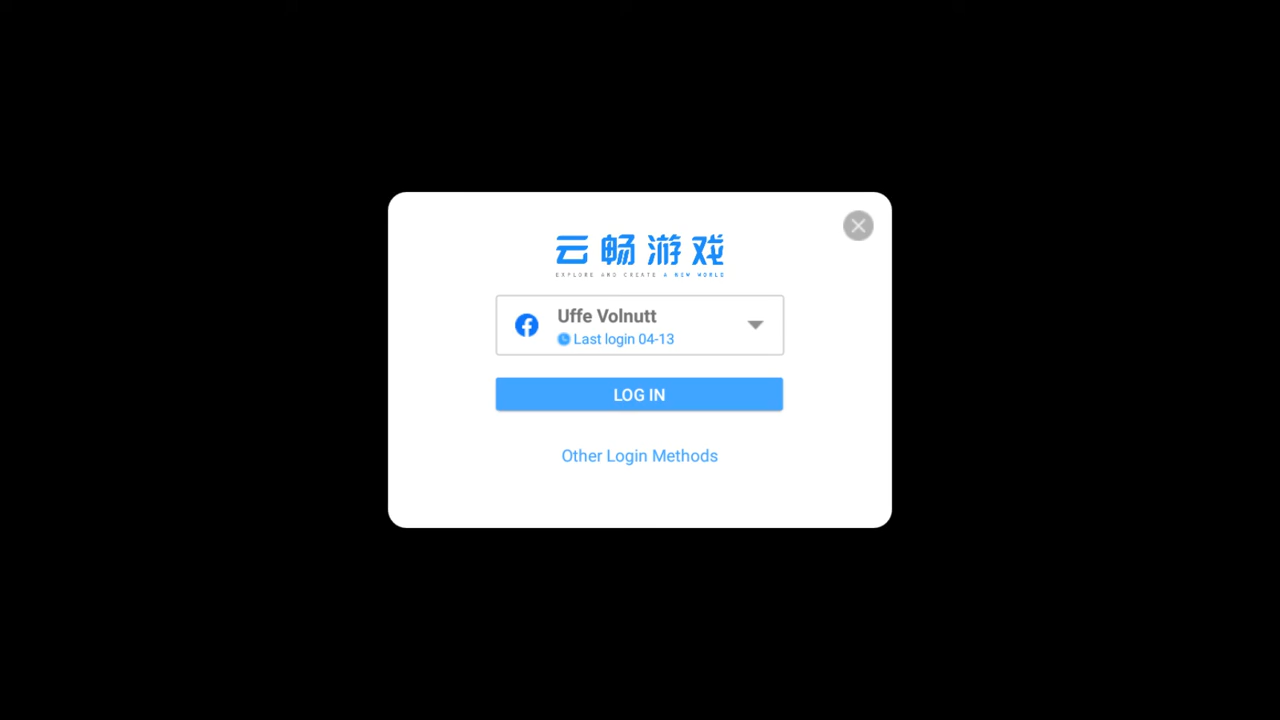 云畅游戏
EXPLORE AND CREATE A NEW WORLD
Uffe Volnutt
Last login 04-13
LOG IN
Other Login Methods